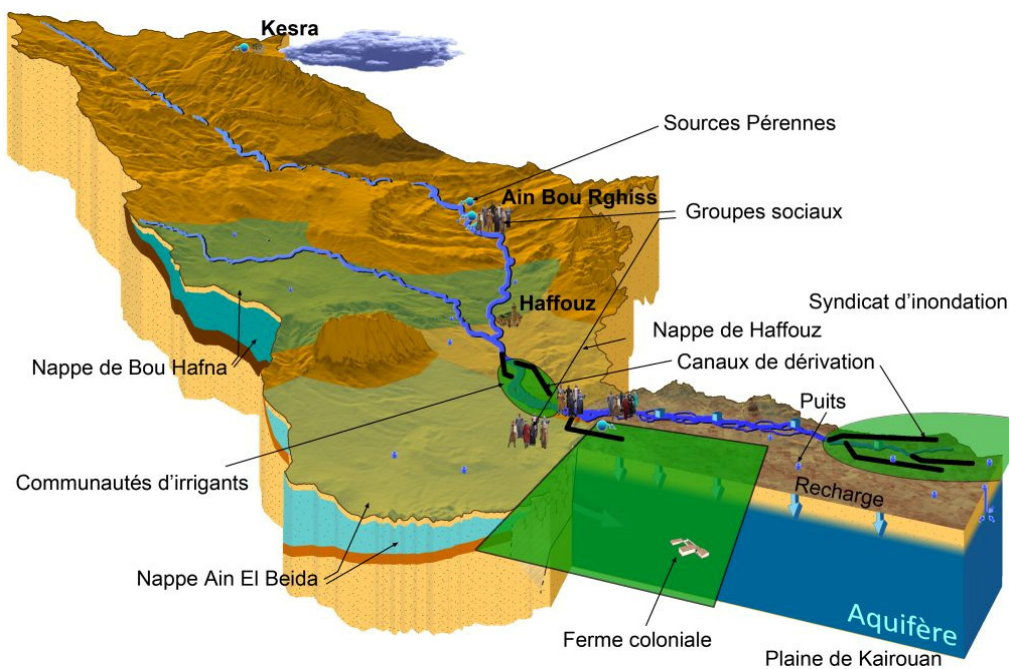 Kesra
Sources Pérennes
Ain Bou Rghiss
Groupes sociaux
Haffouz
Syndicat d'inondation
Nappe de Haffouz
Nappe de Bou Hafna
Canaux de dérivation
Puits
Communautés d'irrigants
Recharge
Nappe Ain El Beida
Ferme coloniale
Aquifère
Plaine de Kairouan